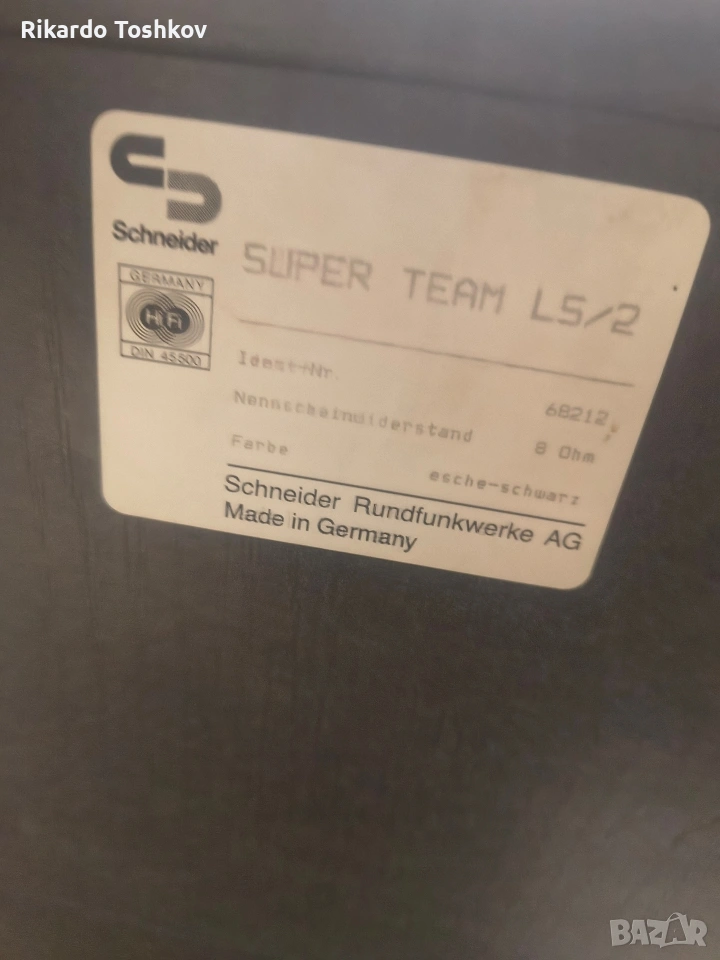 Rikardo Toshkov
Schneider
SUPER TEAM LS/2
GERMANY
HiFi
DIN 45500
Ident-Nr. 68212
Nennscheinwiderstand 8 Ohm
Farbe esche-schwarz
Schneider Rundfunkwerke AG
Made in Germany
BAZAR